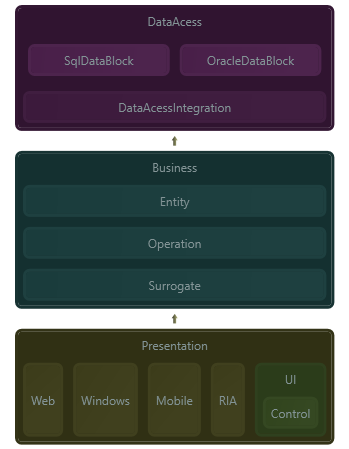 DataAcess
SqlDataBlock
OracleDataBlock
DataAcessIntegration
Business
Entity
Operation
Surrogate
Presentation
Web
Windows
Mobile
RIA
UI
Control